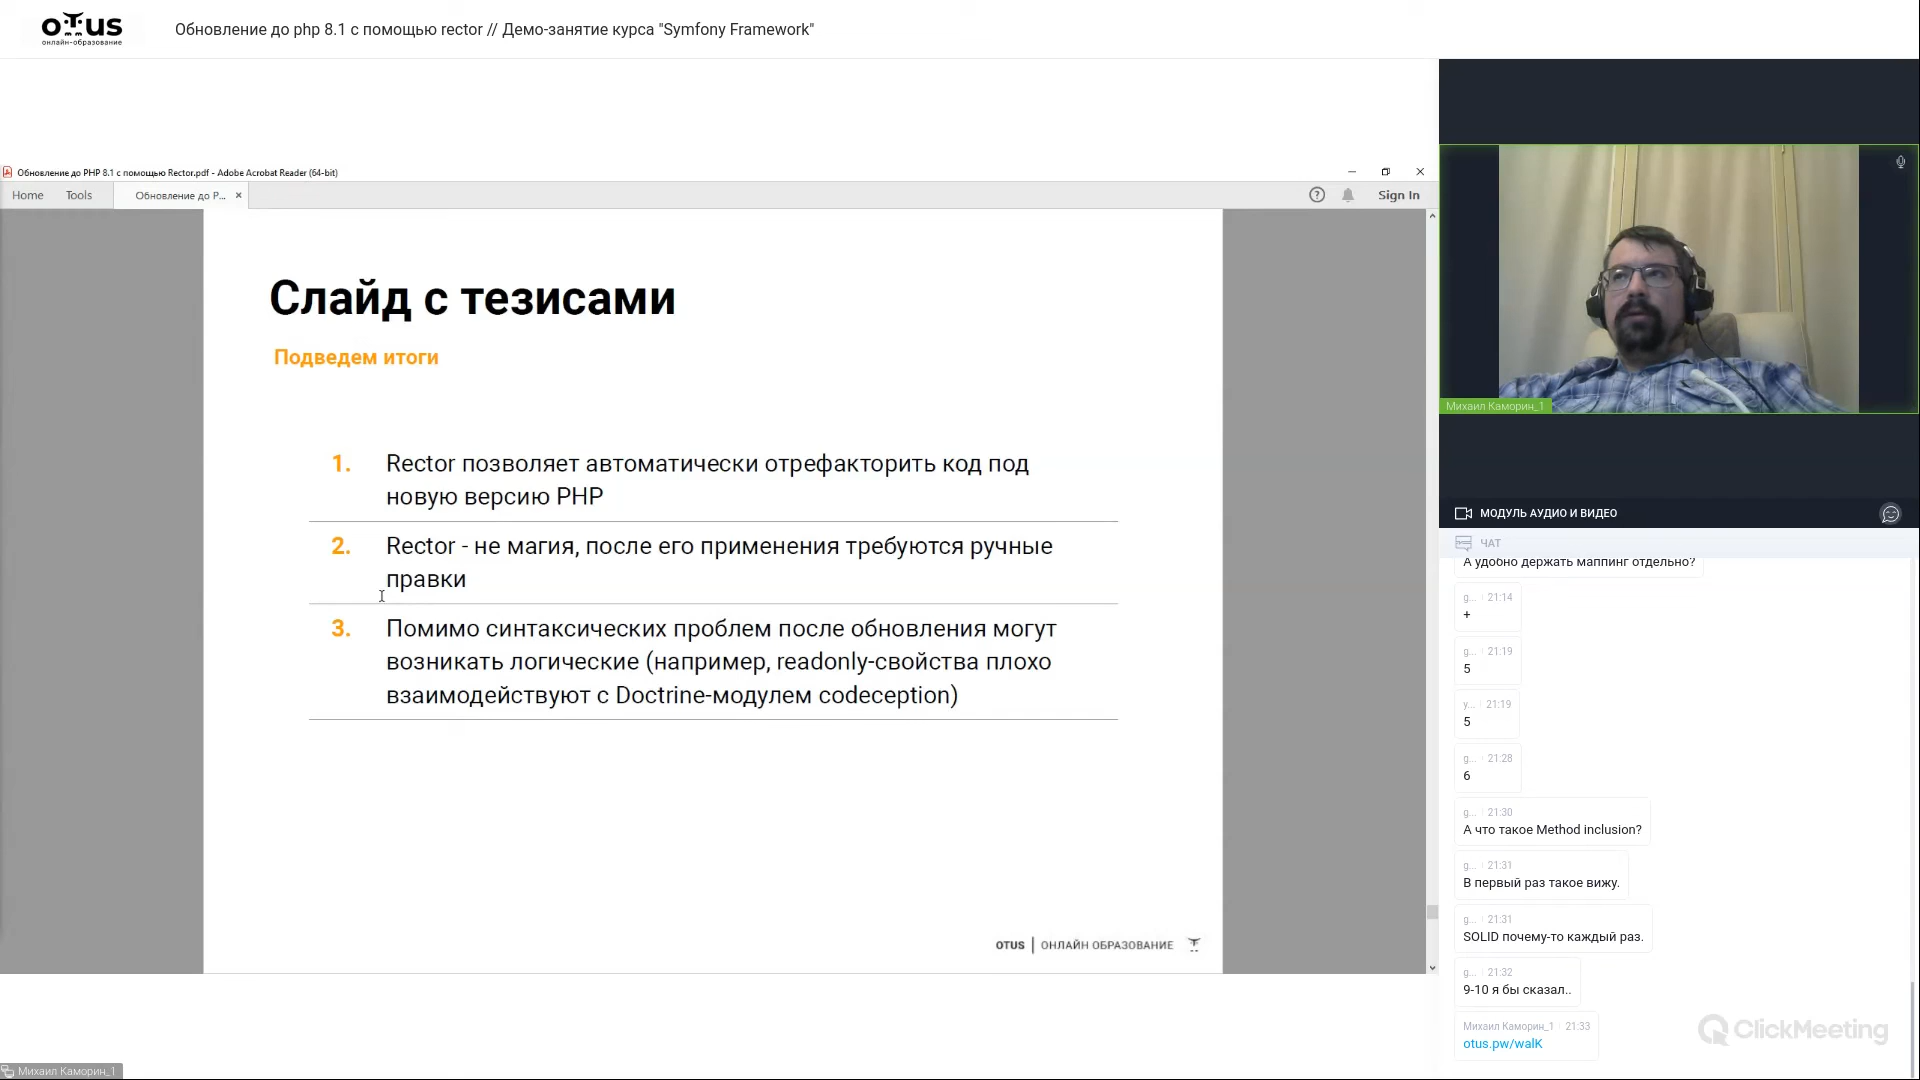 OTUS
онлайн-образование
Обновление до php 8.1 с помощью rector // Демо-занятие курса "Symfony Framework"
Обновление до PHP 8.1 с помощью Rector.pdf - Adobe Acrobat Reader (64-bit)
Home
Tools
Обновление до P...
Sign In
Слайд с тезисами
Подведем итоги
1. Rector позволяет автоматически отрефакторить код под
новую версию PHP
2. Rector - не магия, после его применения требуются ручные
правки
3. Помимо синтаксических проблем после обновления могут
возникать логические (например, readonly-свойства плохо
взаимодействуют с Doctrine-модулем codeception)
OTUS | ОНЛАЙН ОБРАЗОВАНИЕ
Михаил Каморин_1
Михаил Каморин_1
МОДУЛЬ АУДИО И ВИДЕО
ЧАТ
А удобно держать маппинг отдельно?
g... 21:14
+
g... 21:19
5
y... 21:19
5
g... 21:28
6
g... 21:30
А что такое Method inclusion?
g... 21:31
В первый раз такое вижу.
g... 21:31
SOLID почему-то каждый раз.
g... 21:32
9-10 я бы сказал..
Михаил Каморин_1 21:33
otus.pw/walK
ClickMeeting